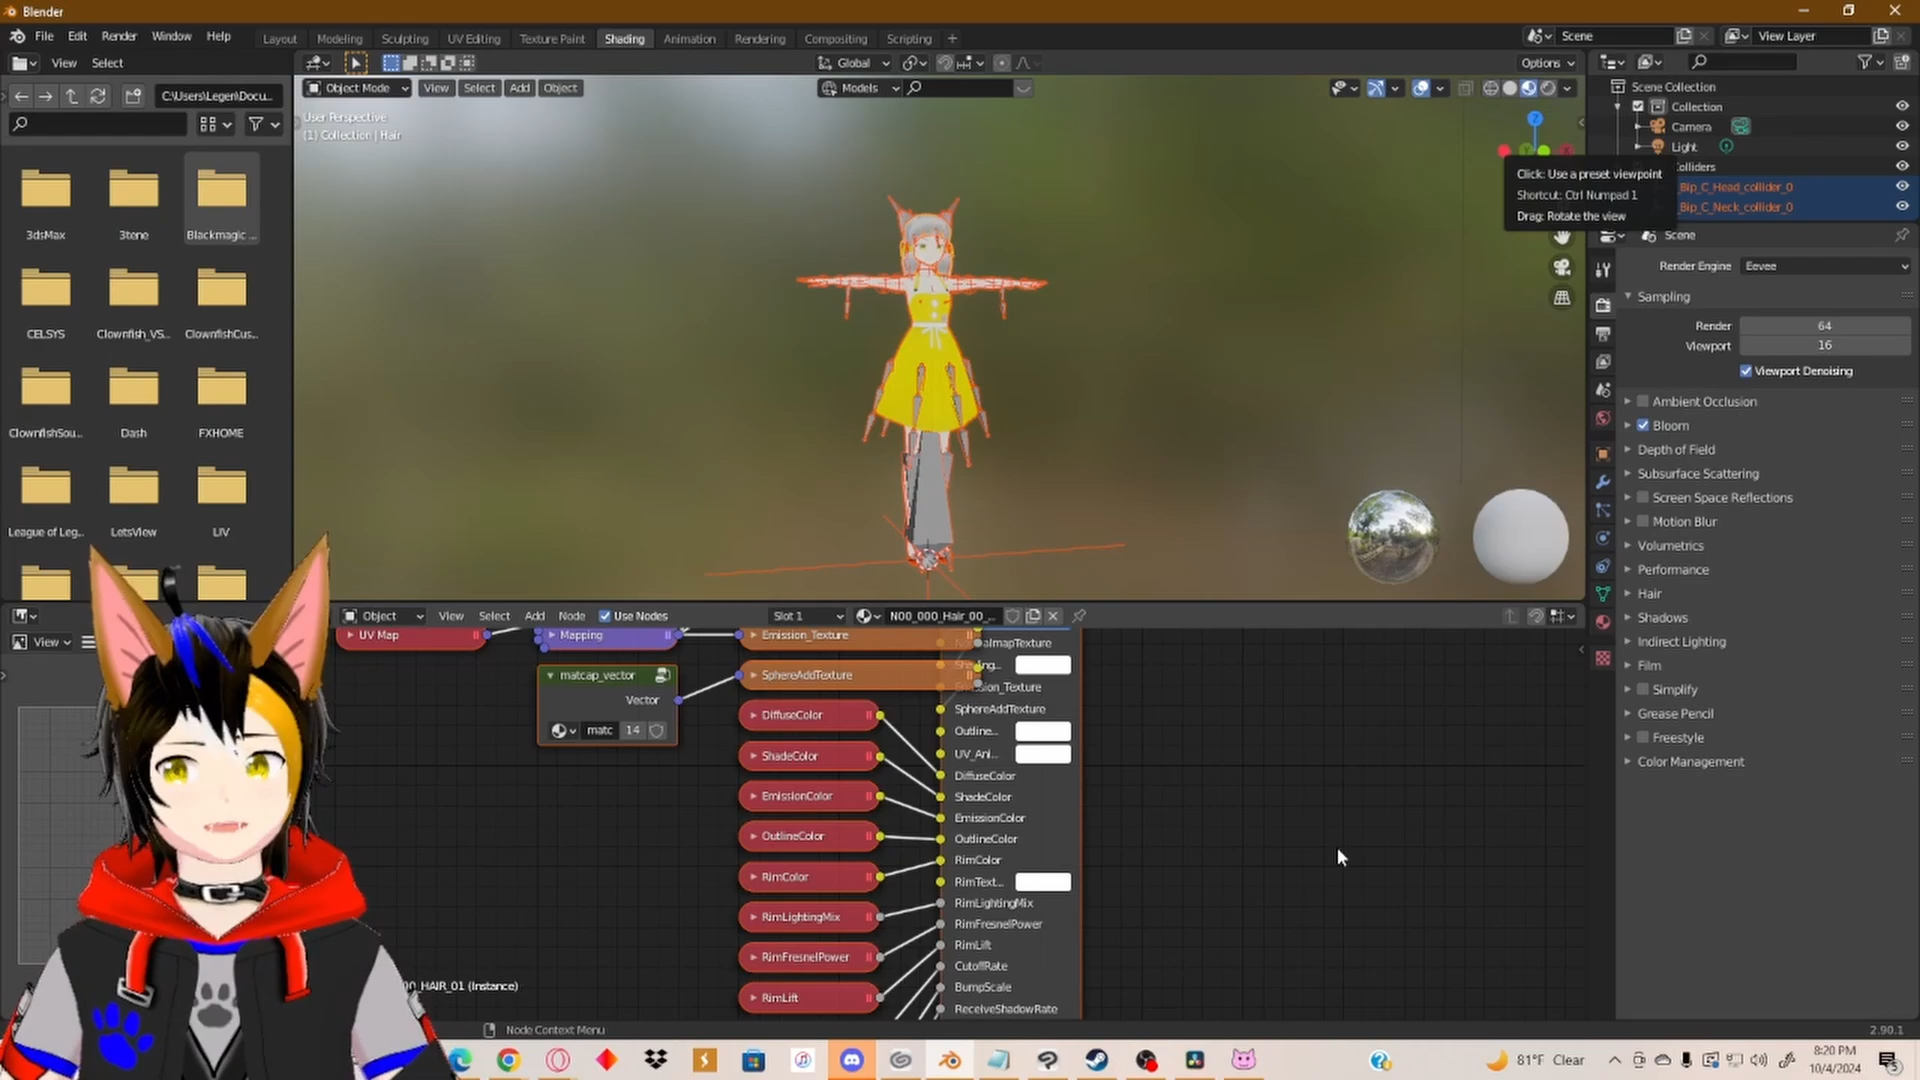 Blender
File Edit Render Window Help
Layout Modeling Sculpting UV Editing Texture Paint Shading Animation Rendering Compositing Scripting +
Scene View Layer
View Select
Global
Options
C:\Users\Legen\Docu...
Object Mode View Select Add Object
Models
User Perspective
(1) Collection | Hair
3dsMax 3tene Blackmagic ...
CELSYS Clownfish_VS... ClownfishCus...
ClownfishSou... Dash FXHOME
League of Leg... LetsView LIV
Z
Click: Use a preset viewpoint
Shortcut: Ctrl Numpad 1
Drag: Rotate the view
Scene Collection
Collection
Camera
Light
olliders
Bip_C_Head_collider_0
Bip_C_Neck_collider_0
Scene
Render Engine Eevee
Sampling
Render 64
Viewport 16
Viewport Denoising
Ambient Occlusion
Bloom
Depth of Field
Subsurface Scattering
Screen Space Reflections
Motion Blur
Volumetrics
Performance
Hair
Shadows
Indirect Lighting
Film
Simplify
Grease Pencil
Freestyle
Color Management
View
Object View Select Add Node Use Nodes Slot 1 N00_000_Hair_00_...
UV Map
Mapping
Emission_Texture
matcap_vector
Vector
matc 14
SphereAddTexture
DiffuseColor
ShadeColor
EmissionColor
OutlineColor
RimColor
RimLightingMix
RimFresnelPower
RimLift
almapTexture
SphereAddTexture
Outline...
UV_Ani...
DiffuseColor
ShadeColor
EmissionColor
OutlineColor
RimColor
RimText...
RimLightingMix
RimFresnelPower
RimLift
CutoffRate
BumpScale
ReceiveShadowRate
_HAIR_01 (Instance)
Node Context Menu
2.90.1
81°F Clear
8:20 PM
10/4/2024
5